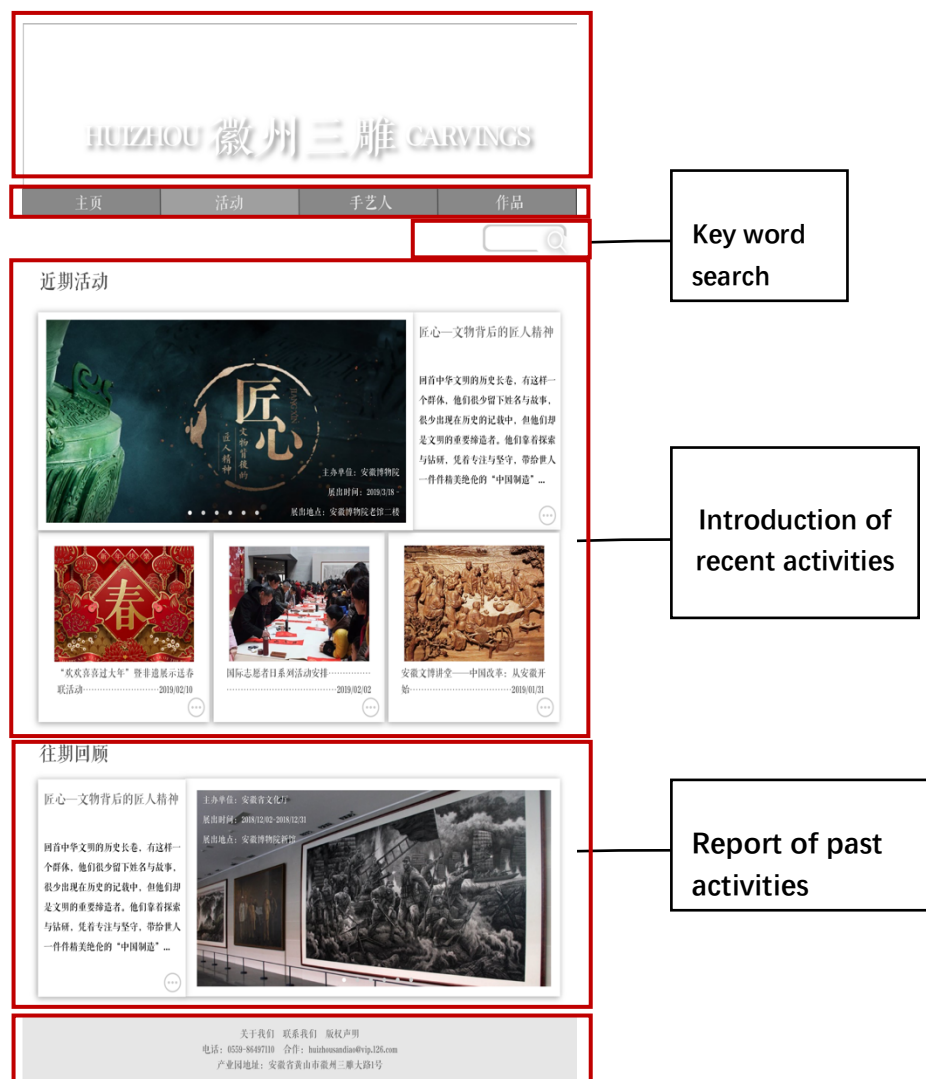 HUIZHOU 徽州三雕 CARVINGS
主页 活动 手艺人 作品
Key word
search
近期活动
匠心
JIANGXIN
文物背後的
匠人精神
主办单位：安徽博物院
展出时间：2019/3/18 -
展出地点：安徽博物院老馆二楼
匠心—文物背后的匠人精神
回首中华文明的历史长卷，有这样一
个群体，他们很少留下姓名与故事，
很少出现在历史的记载中，但他们却
是文明的重要缔造者。他们靠着探索
与钻研，凭着专注与坚守，带给世人
一件件精美绝伦的“中国制造”...
Introduction of
recent activities
新年快樂
春
“欢欢喜喜过大年”暨非遗展示送春
联活动·····························2019/02/10
国际志愿者日系列活动安排················
·········································2019/02/02
安徽文博讲堂——中国改革：从安徽开
始······································2019/01/31
往期回顾
匠心—文物背后的匠人精神
回首中华文明的历史长卷，有这样一
个群体，他们很少留下姓名与故事，
很少出现在历史的记载中，但他们却
是文明的重要缔造者。他们靠着探索
与钻研，凭着专注与坚守，带给世人
一件件精美绝伦的“中国制造”...
主办单位：安徽省文化厅
展出时间：2018/12/02-2018/12/31
展出地点：安徽博物院新馆
Report of past
activities
关于我们 联系我们 版权声明
电话：0559-86497110 合作：huizhousandiao@vip.126.com
产业园地址：安徽省黄山市徽州三雕大路1号